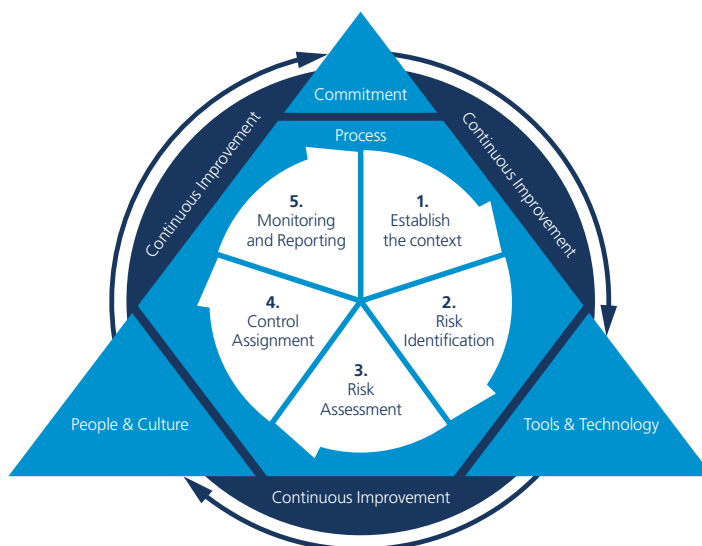 Commitment
Continuous Improvement
Continuous Improvement
Process
5.
Monitoring
and Reporting
1.
Establish
the context
4.
Control
Assignment
2.
Risk
Identification
3.
Risk
Assessment
People & Culture
Tools & Technology
Continuous Improvement